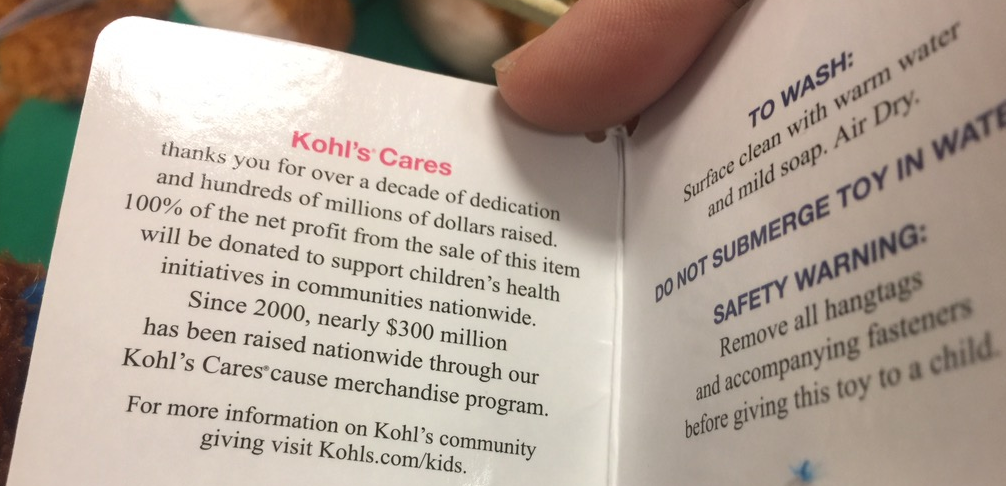 Kohl's® Cares
thanks you for over a decade of dedication
and hundreds of millions of dollars raised.
100% of the net profit from the sale of this item
will be donated to support children's health
initiatives in communities nationwide.
Since 2000, nearly $300 million
has been raised nationwide through our
Kohl's Cares® cause merchandise program.
For more information on Kohl's community
giving visit Kohls.com/kids.
TO WASH:
Surface clean with warm water
and mild soap. Air Dry.
DO NOT SUBMERGE TOY IN WATE
SAFETY WARNING:
Remove all hangtags
and accompanying fasteners
before giving this toy to a child.